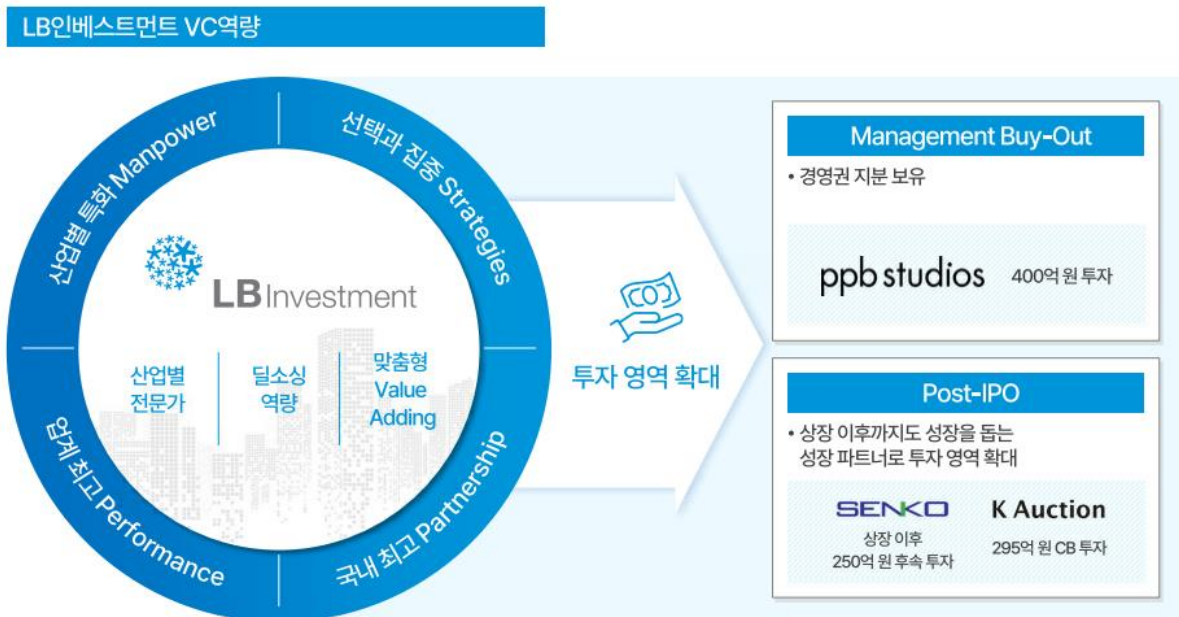 LB인베스트먼트 VC역량
산업별 특화 Manpower
선택과 집중 Strategies
업계 최고 Performance
국내 최고 Partnership
LB Investment
산업별
전문가
딜소싱
역량
맞춤형
Value
Adding
투자 영역 확대
Management Buy-Out
• 경영권 지분 보유
ppb studios 400억 원 투자
Post-IPO
• 상장 이후까지도 성장을 돕는
성장 파트너로 투자 영역 확대
SENKO
상장 이후
250억 원 후속 투자
K Auction
295억 원 CB 투자